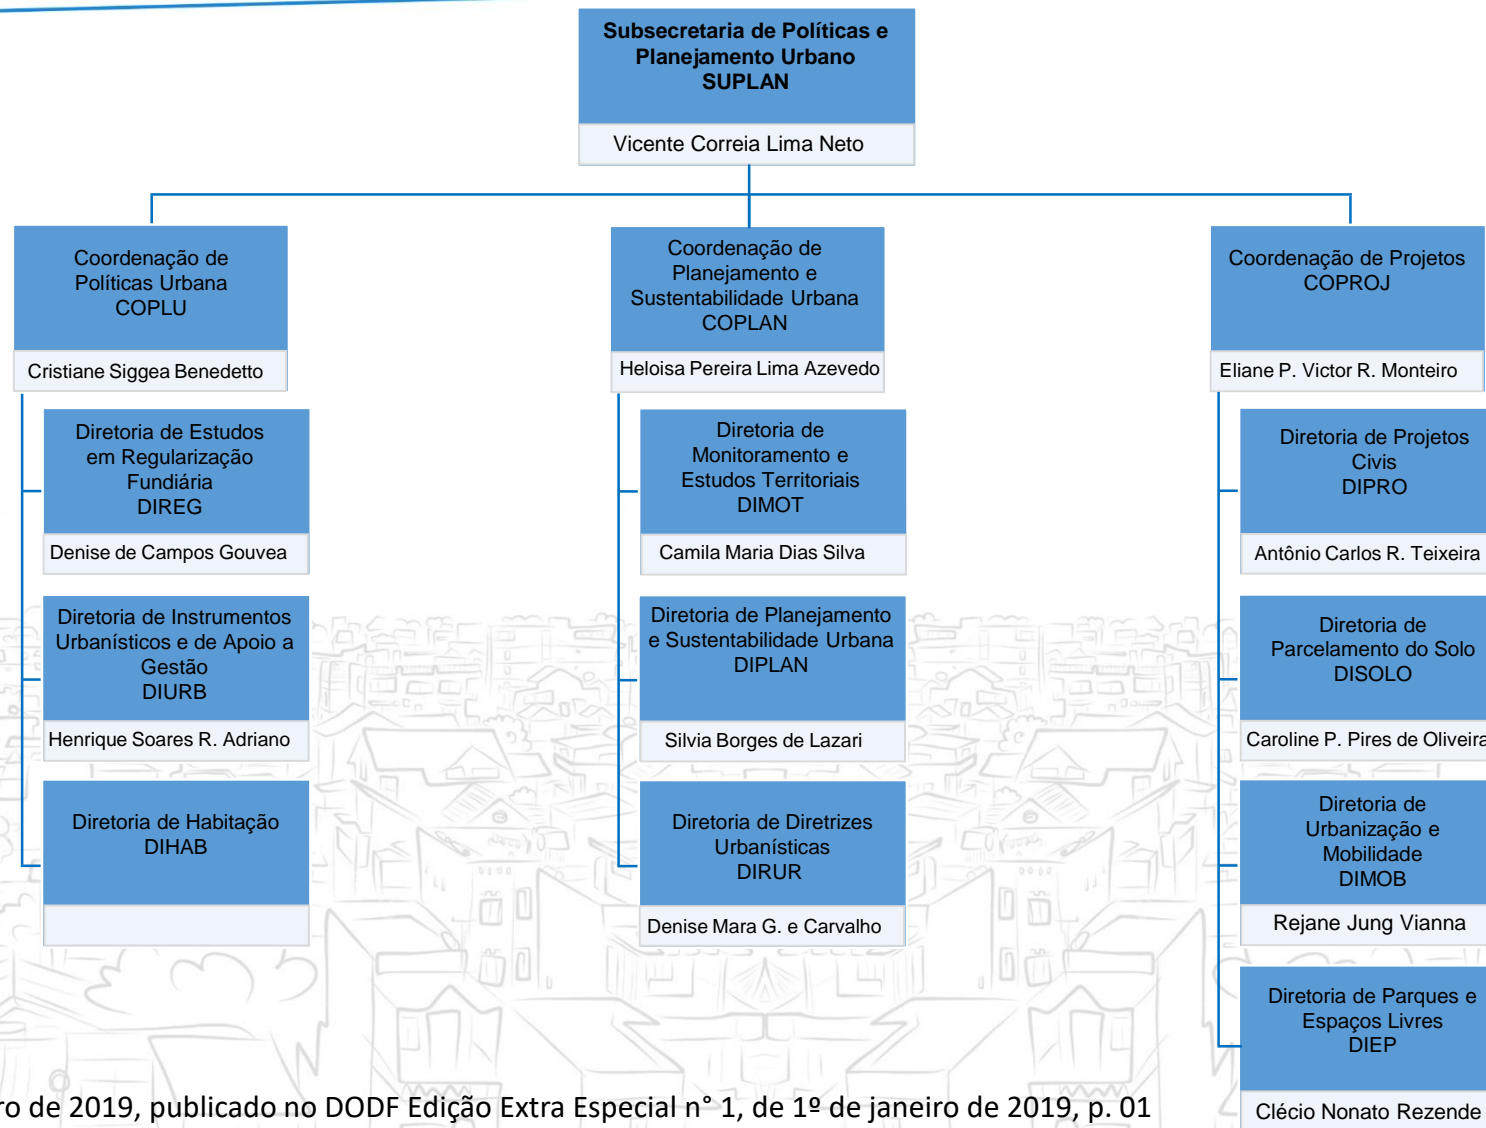 Subsecretaria de Políticas e
Planejamento Urbano
SUPLAN
Vicente Correia Lima Neto
Coordenação de
Políticas Urbana
COPLU
Cristiane Siggea Benedetto
Diretoria de Estudos
em Regularização
Fundiária
DIREG
Denise de Campos Gouvea
Diretoria de Instrumentos
Urbanísticos e de Apoio a
Gestão
DIURB
Henrique Soares R. Adriano
Diretoria de Habitação
DIHAB
Coordenação de
Planejamento e
Sustentabilidade Urbana
COPLAN
Heloisa Pereira Lima Azevedo
Diretoria de
Monitoramento e
Estudos Territoriais
DIMOT
Camila Maria Dias Silva
Diretoria de Planejamento
e Sustentabilidade Urbana
DIPLAN
Silvia Borges de Lazari
Diretoria de Diretrizes
Urbanísticas
DIRUR
Denise Mara G. e Carvalho
Coordenação de Projetos
COPROJ
Eliane P. Victor R. Monteiro
Diretoria de Projetos
Civis
DIPRO
Antônio Carlos R. Teixeira
Diretoria de
Parcelamento do Solo
DISOLO
Caroline P. Pires de Oliveira
Diretoria de
Urbanização e
Mobilidade
DIMOB
Rejane Jung Vianna
Diretoria de Parques e
Espaços Livres
DIEP
Clécio Nonato Rezende
ro de 2019, publicado no DODF Edição Extra Especial n° 1, de 1º de janeiro de 2019, p. 01